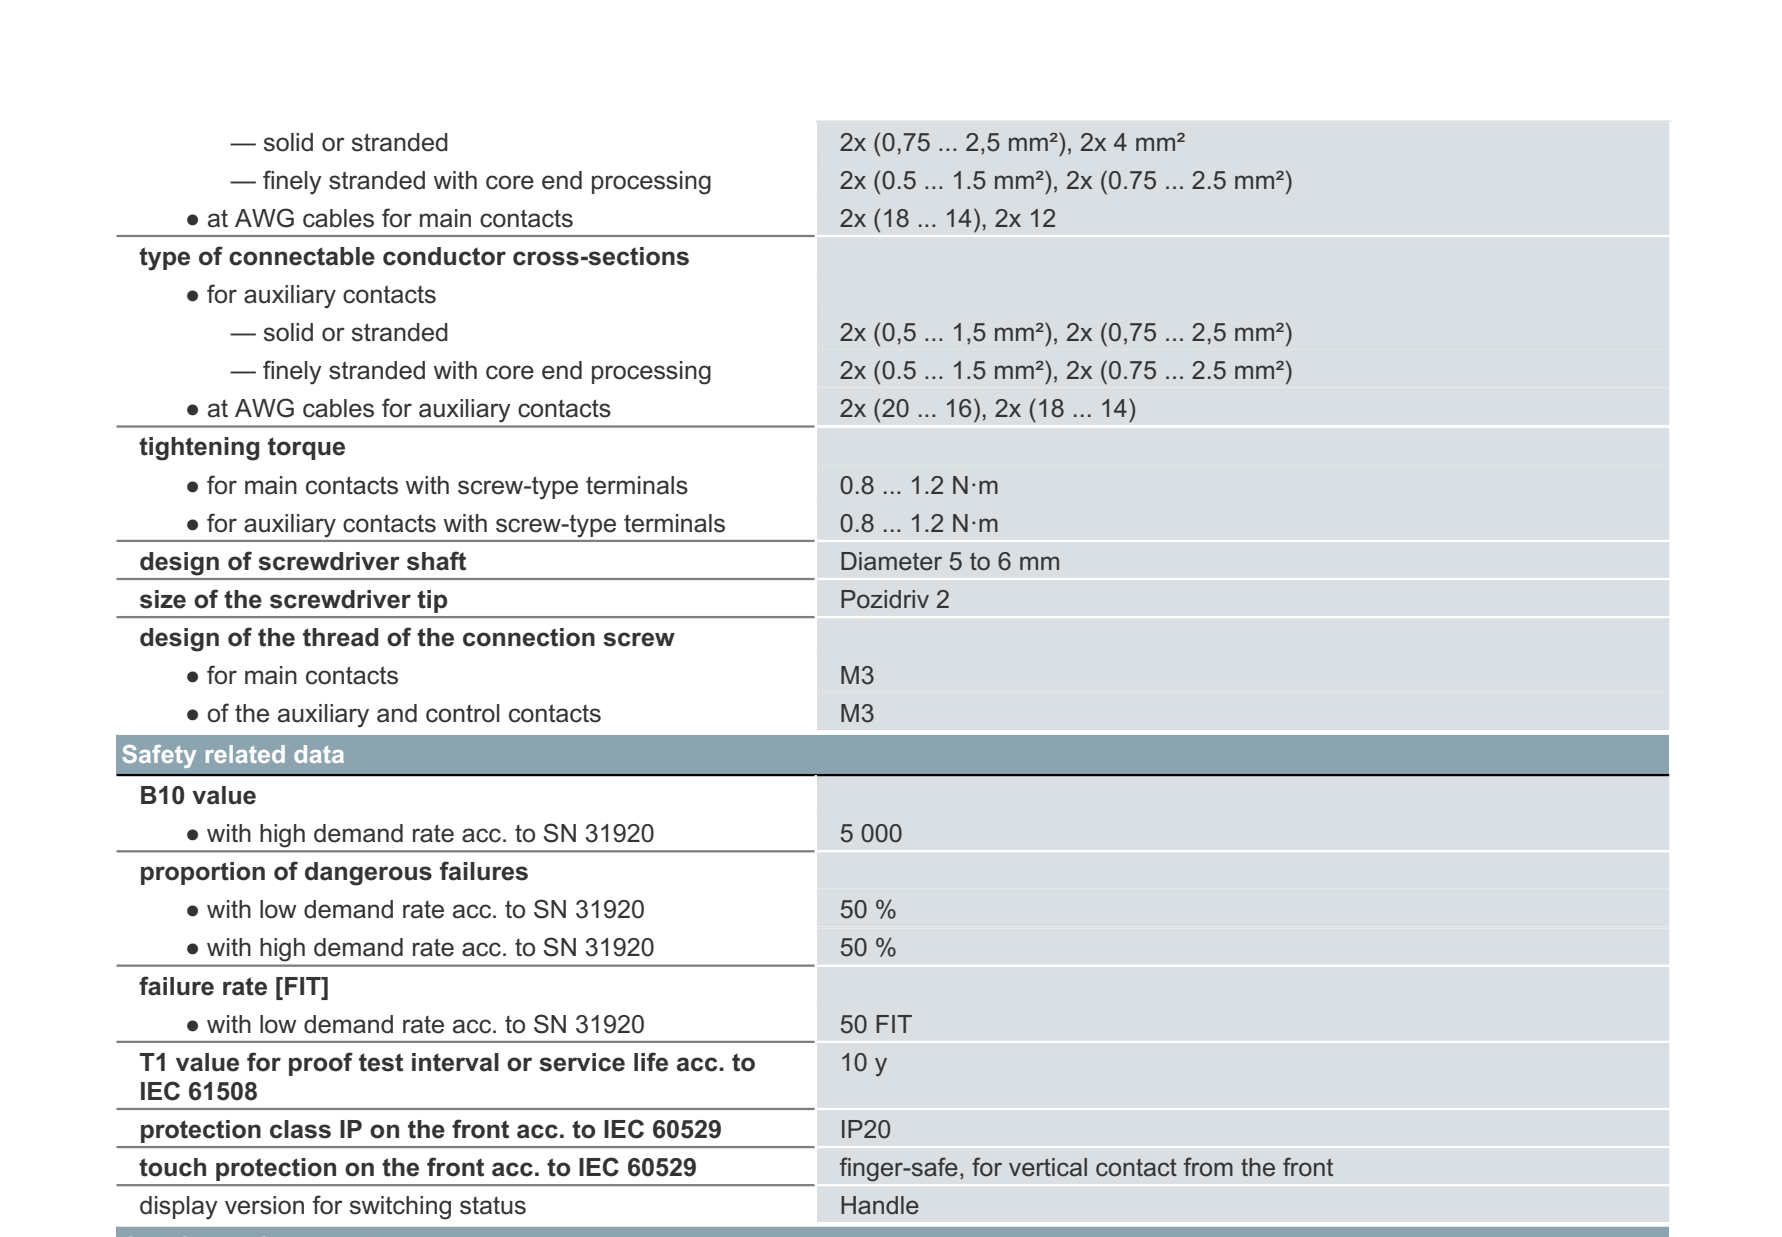 — solid or stranded 2x (0,75 ... 2,5 mm²), 2x 4 mm²
— finely stranded with core end processing 2x (0.5 ... 1.5 mm²), 2x (0.75 ... 2.5 mm²)
● at AWG cables for main contacts 2x (18 ... 14), 2x 12
type of connectable conductor cross-sections
● for auxiliary contacts
— solid or stranded 2x (0,5 ... 1,5 mm²), 2x (0,75 ... 2,5 mm²)
— finely stranded with core end processing 2x (0.5 ... 1.5 mm²), 2x (0.75 ... 2.5 mm²)
● at AWG cables for auxiliary contacts 2x (20 ... 16), 2x (18 ... 14)
tightening torque
● for main contacts with screw-type terminals 0.8 ... 1.2 N·m
● for auxiliary contacts with screw-type terminals 0.8 ... 1.2 N·m
design of screwdriver shaft Diameter 5 to 6 mm
size of the screwdriver tip Pozidriv 2
design of the thread of the connection screw
● for main contacts M3
● of the auxiliary and control contacts M3
Safety related data
B10 value
● with high demand rate acc. to SN 31920 5 000
proportion of dangerous failures
● with low demand rate acc. to SN 31920 50 %
● with high demand rate acc. to SN 31920 50 %
failure rate [FIT]
● with low demand rate acc. to SN 31920 50 FIT
T1 value for proof test interval or service life acc. to 10 y
IEC 61508
protection class IP on the front acc. to IEC 60529 IP20
touch protection on the front acc. to IEC 60529 finger-safe, for vertical contact from the front
display version for switching status Handle